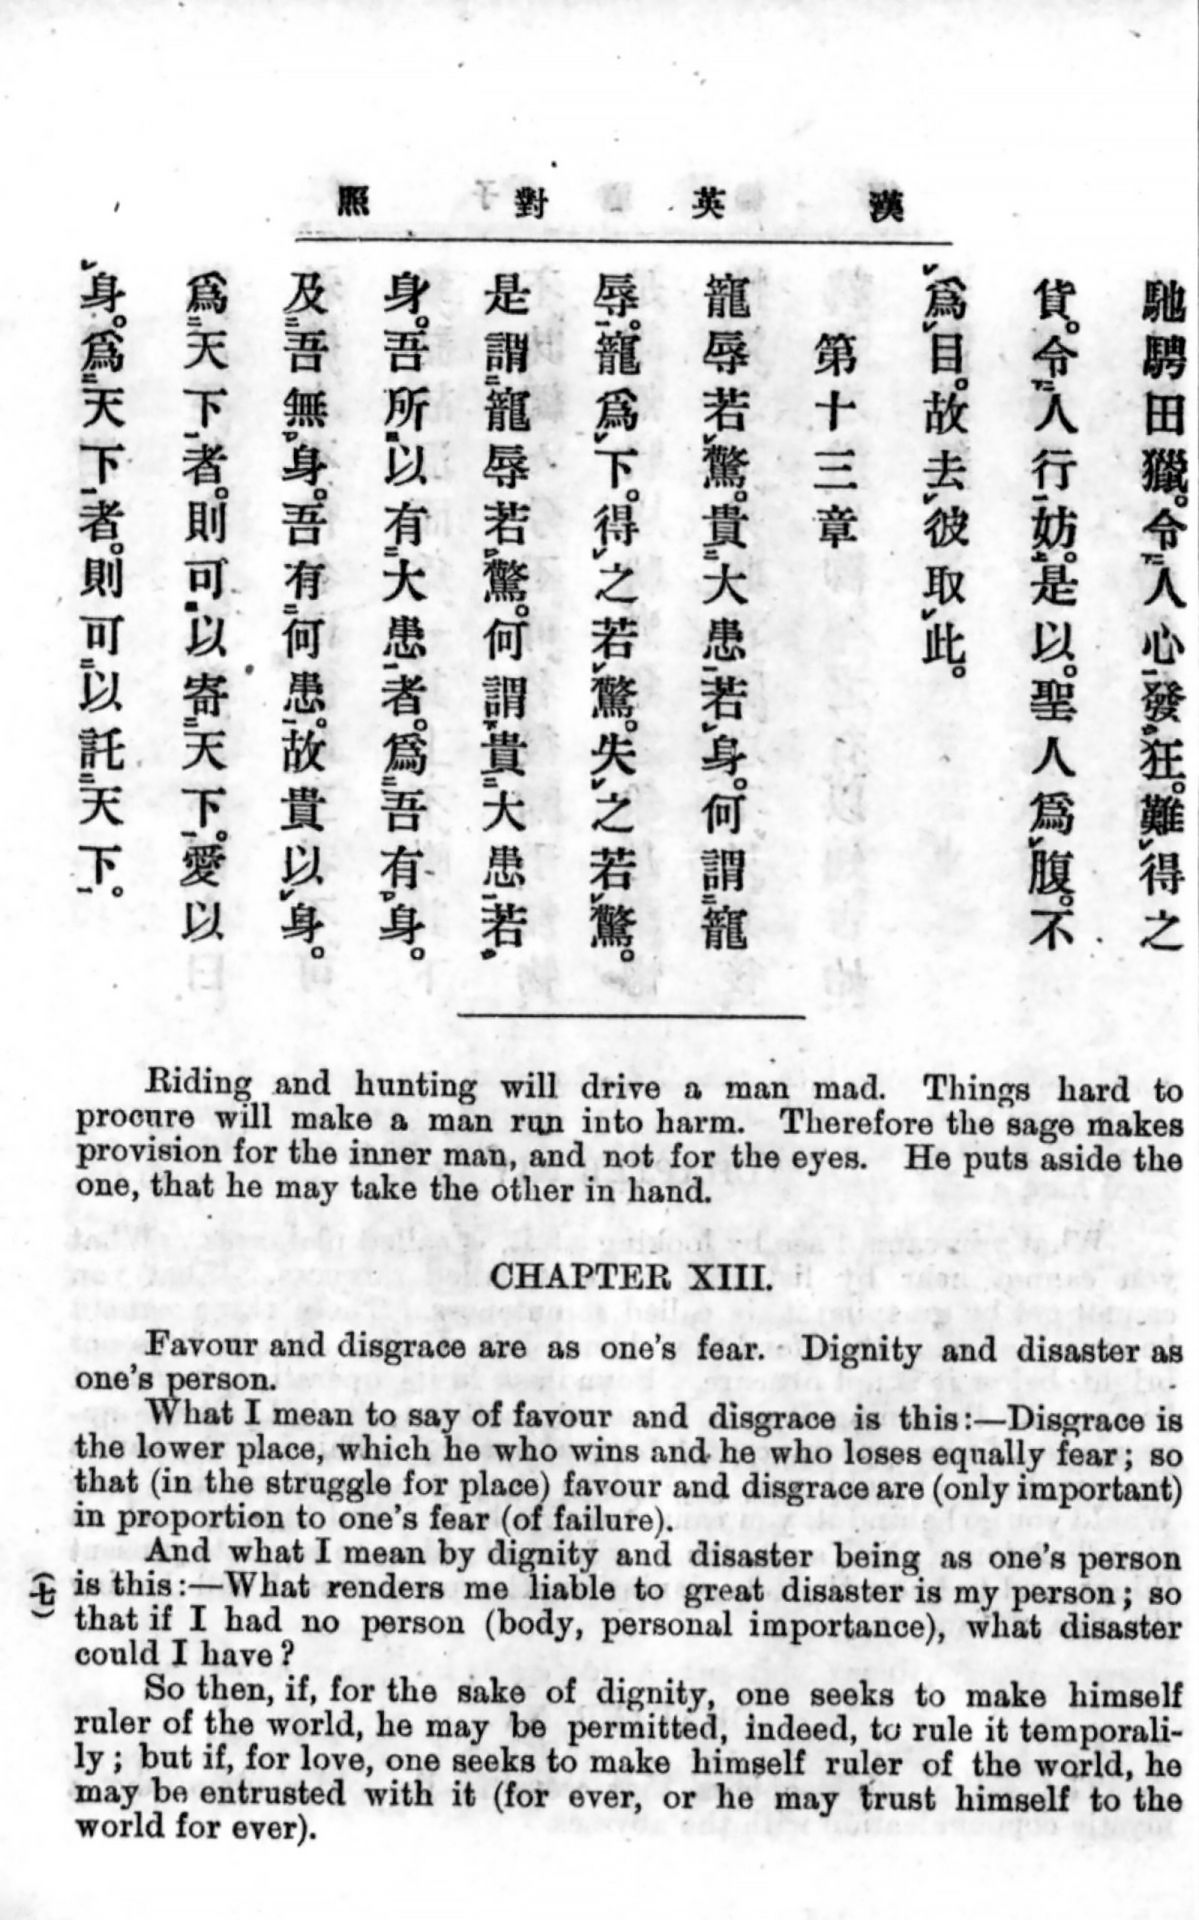 漢英對照
馳騁田獵。令人心發狂。難得之
貨。令人行妨。是以。聖人爲腹。不
爲目。故去彼取此。
第十三章
寵辱若驚。貴大患若身。何謂寵
辱。寵爲下。得之若驚。失之若驚。
是謂寵辱若驚。何謂貴大患若
身。吾所以有大患者。爲吾有身。
及吾無身。吾有何患。故貴以身。
爲天下者。則可以寄天下。愛以
身。爲天下者。則可以託天下。
Riding and hunting will drive a man mad. Things hard to
procure will make a man run into harm. Therefore the sage makes
provision for the inner man, and not for the eyes. He puts aside the
one, that he may take the other in hand.
CHAPTER XIII.
Favour and disgrace are as one's fear. Dignity and disaster as
one's person.
What I mean to say of favour and disgrace is this:—Disgrace is
the lower place, which he who wins and he who loses equally fear; so
that (in the struggle for place) favour and disgrace are (only important)
in proportion to one's fear (of failure).
And what I mean by dignity and disaster being as one's person
is this:—What renders me liable to great disaster is my person; so
that if I had no person (body, personal importance), what disaster
could I have?
So then, if, for the sake of dignity, one seeks to make himself
ruler of the world, he may be permitted, indeed, to rule it temporali-
ly; but if, for love, one seeks to make himself ruler of the world, he
may be entrusted with it (for ever, or he may trust himself to the
world for ever).
(七)